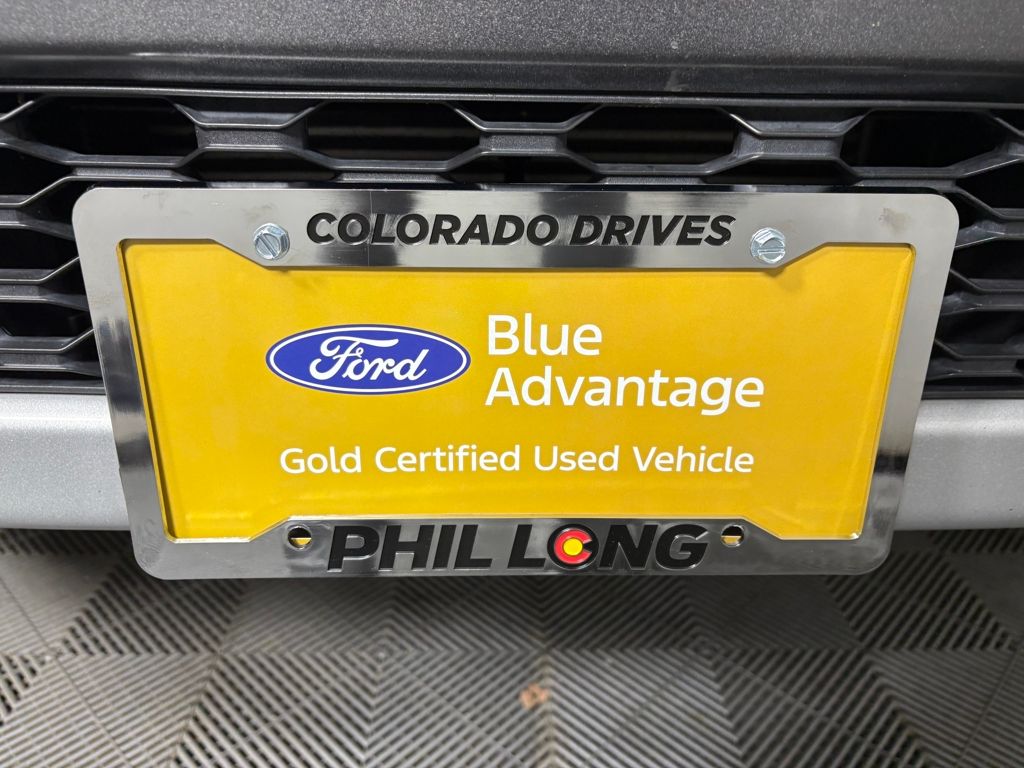 COLORADO DRIVES
Ford
Blue
Advantage
Gold Certified Used Vehicle
PHIL LONG